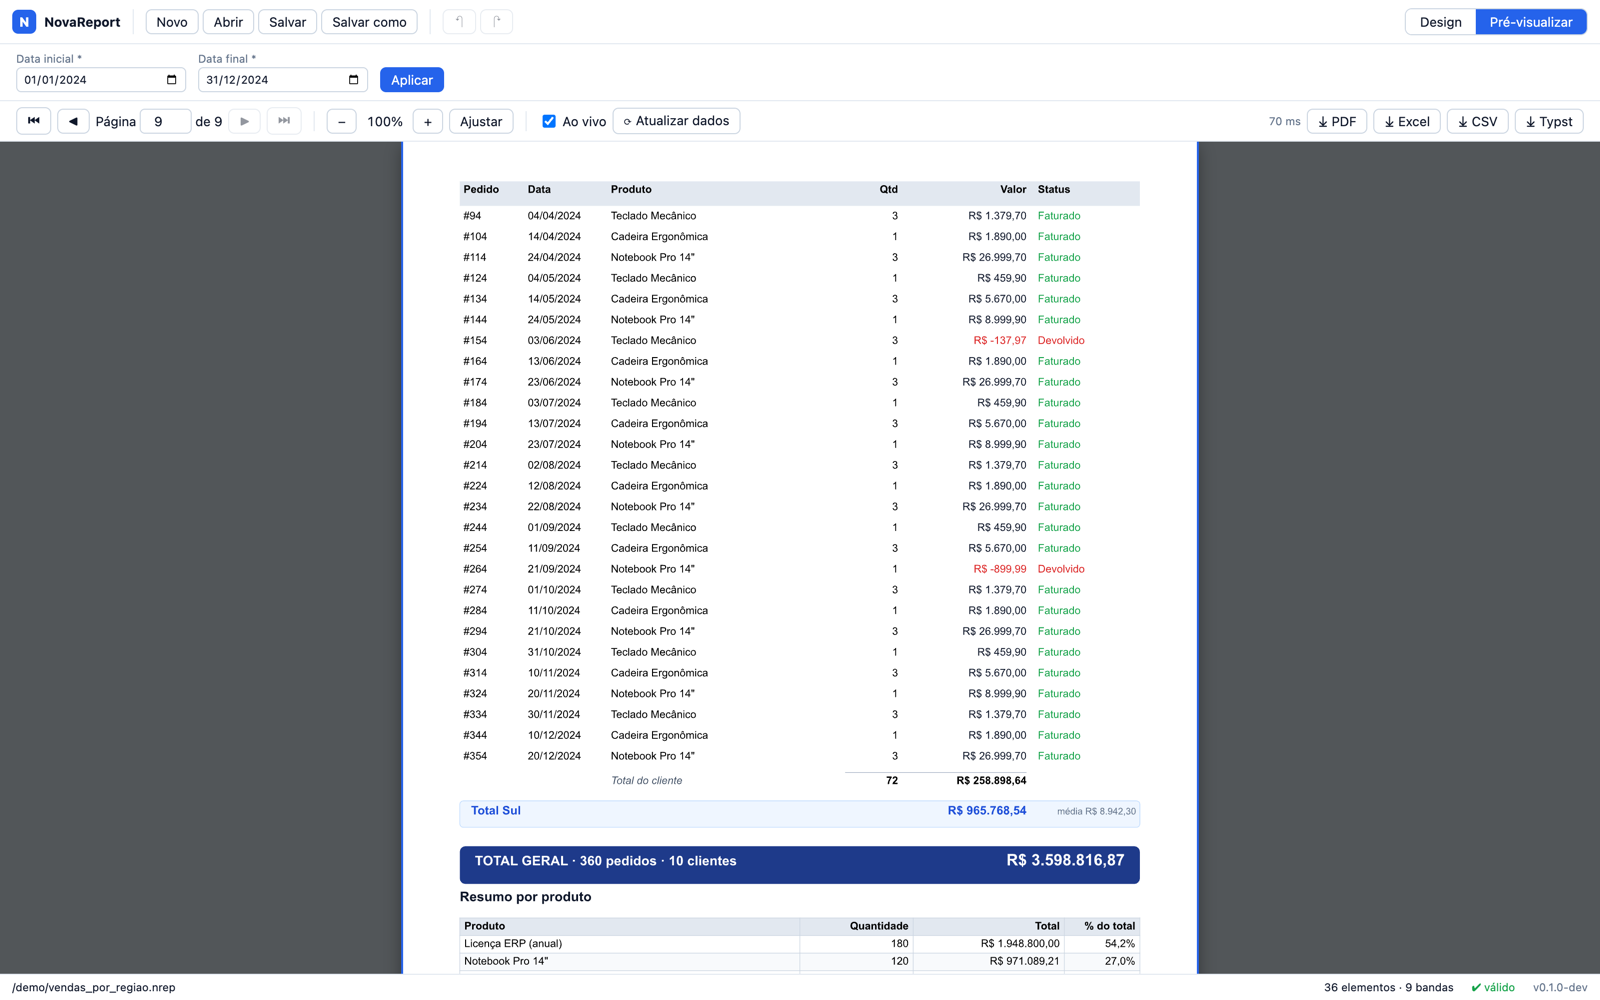 N NovaReport Novo Abrir Salvar Salvar como Design Pré-visualizar
Data inicial * Data final *
01/01/2024 31/12/2024 Aplicar
Página 9 de 9 − 100% + Ajustar Ao vivo Atualizar dados 70 ms PDF Excel CSV Typst
Pedido Data Produto Qtd Valor Status
#94 04/04/2024 Teclado Mecânico 3 R$ 1.379,70 Faturado
#104 14/04/2024 Cadeira Ergonômica 1 R$ 1.890,00 Faturado
#114 24/04/2024 Notebook Pro 14" 3 R$ 26.999,70 Faturado
#124 04/05/2024 Teclado Mecânico 1 R$ 459,90 Faturado
#134 14/05/2024 Cadeira Ergonômica 3 R$ 5.670,00 Faturado
#144 24/05/2024 Notebook Pro 14" 1 R$ 8.999,90 Faturado
#154 03/06/2024 Teclado Mecânico 3 R$ -137,97 Devolvido
#164 13/06/2024 Cadeira Ergonômica 1 R$ 1.890,00 Faturado
#174 23/06/2024 Notebook Pro 14" 3 R$ 26.999,70 Faturado
#184 03/07/2024 Teclado Mecânico 1 R$ 459,90 Faturado
#194 13/07/2024 Cadeira Ergonômica 3 R$ 5.670,00 Faturado
#204 23/07/2024 Notebook Pro 14" 1 R$ 8.999,90 Faturado
#214 02/08/2024 Teclado Mecânico 3 R$ 1.379,70 Faturado
#224 12/08/2024 Cadeira Ergonômica 1 R$ 1.890,00 Faturado
#234 22/08/2024 Notebook Pro 14" 3 R$ 26.999,70 Faturado
#244 01/09/2024 Teclado Mecânico 1 R$ 459,90 Faturado
#254 11/09/2024 Cadeira Ergonômica 3 R$ 5.670,00 Faturado
#264 21/09/2024 Notebook Pro 14" 1 R$ -899,99 Devolvido
#274 01/10/2024 Teclado Mecânico 3 R$ 1.379,70 Faturado
#284 11/10/2024 Cadeira Ergonômica 1 R$ 1.890,00 Faturado
#294 21/10/2024 Notebook Pro 14" 3 R$ 26.999,70 Faturado
#304 31/10/2024 Teclado Mecânico 1 R$ 459,90 Faturado
#314 10/11/2024 Cadeira Ergonômica 3 R$ 5.670,00 Faturado
#324 20/11/2024 Notebook Pro 14" 1 R$ 8.999,90 Faturado
#334 30/11/2024 Teclado Mecânico 3 R$ 1.379,70 Faturado
#344 10/12/2024 Cadeira Ergonômica 1 R$ 1.890,00 Faturado
#354 20/12/2024 Notebook Pro 14" 3 R$ 26.999,70 Faturado
Total do cliente 72 R$ 258.898,64
Total Sul R$ 965.768,54 média R$ 8.942,30
TOTAL GERAL · 360 pedidos · 10 clientes R$ 3.598.816,87
Resumo por produto
Produto Quantidade Total % do total
Licença ERP (anual) 180 R$ 1.948.800,00 54,2%
Notebook Pro 14" 120 R$ 971.089,21 27,0%
/demo/vendas_por_regiao.nrep 36 elementos · 9 bandas ✔ válido v0.1.0-dev